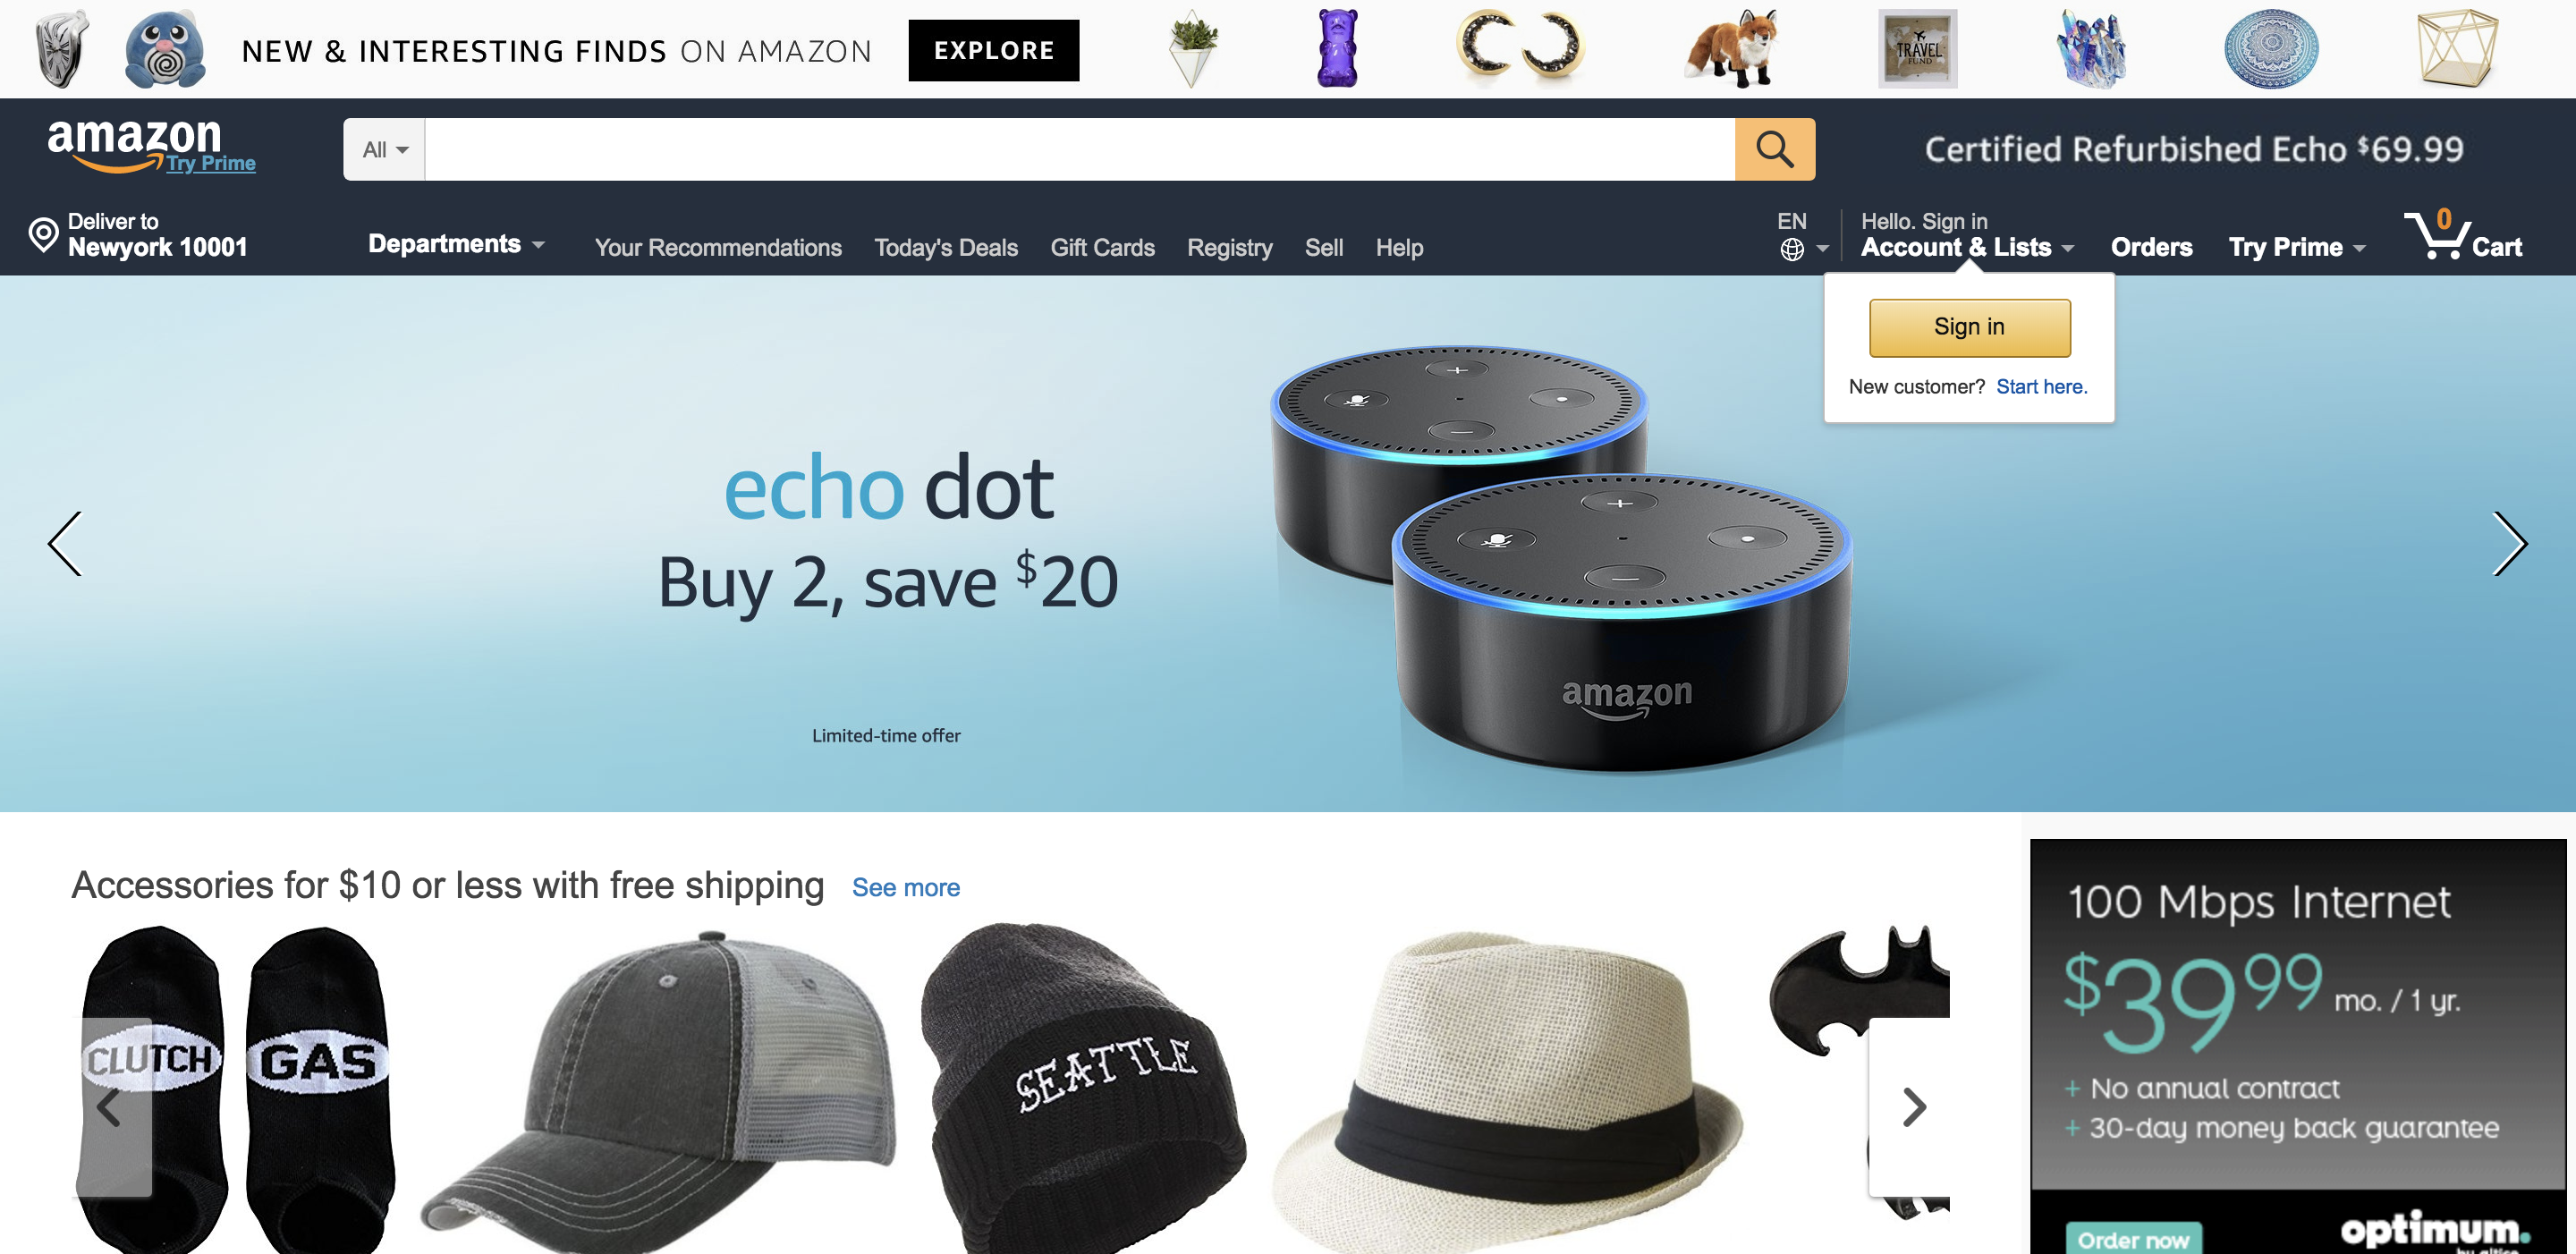 NEW & INTERESTING FINDS ON AMAZON
EXPLORE
TRAVEL
FUND
amazon
Try Prime
All
Certified Refurbished Echo $69.99
Deliver to
Newyork 10001
Departments
Your Recommendations
Today's Deals
Gift Cards
Registry
Sell
Help
EN
Hello. Sign in
Account & Lists
Orders
Try Prime
0
Cart
Sign in
New customer? Start here.
echo dot
Buy 2, save $20
Limited-time offer
amazon
Accessories for $10 or less with free shipping See more
CLUTCH
GAS
SEATTLE
100 Mbps Internet
$39 99 mo. / 1 yr.
+ No annual contract
+ 30-day money back guarantee
Order now
optimum.
by altice